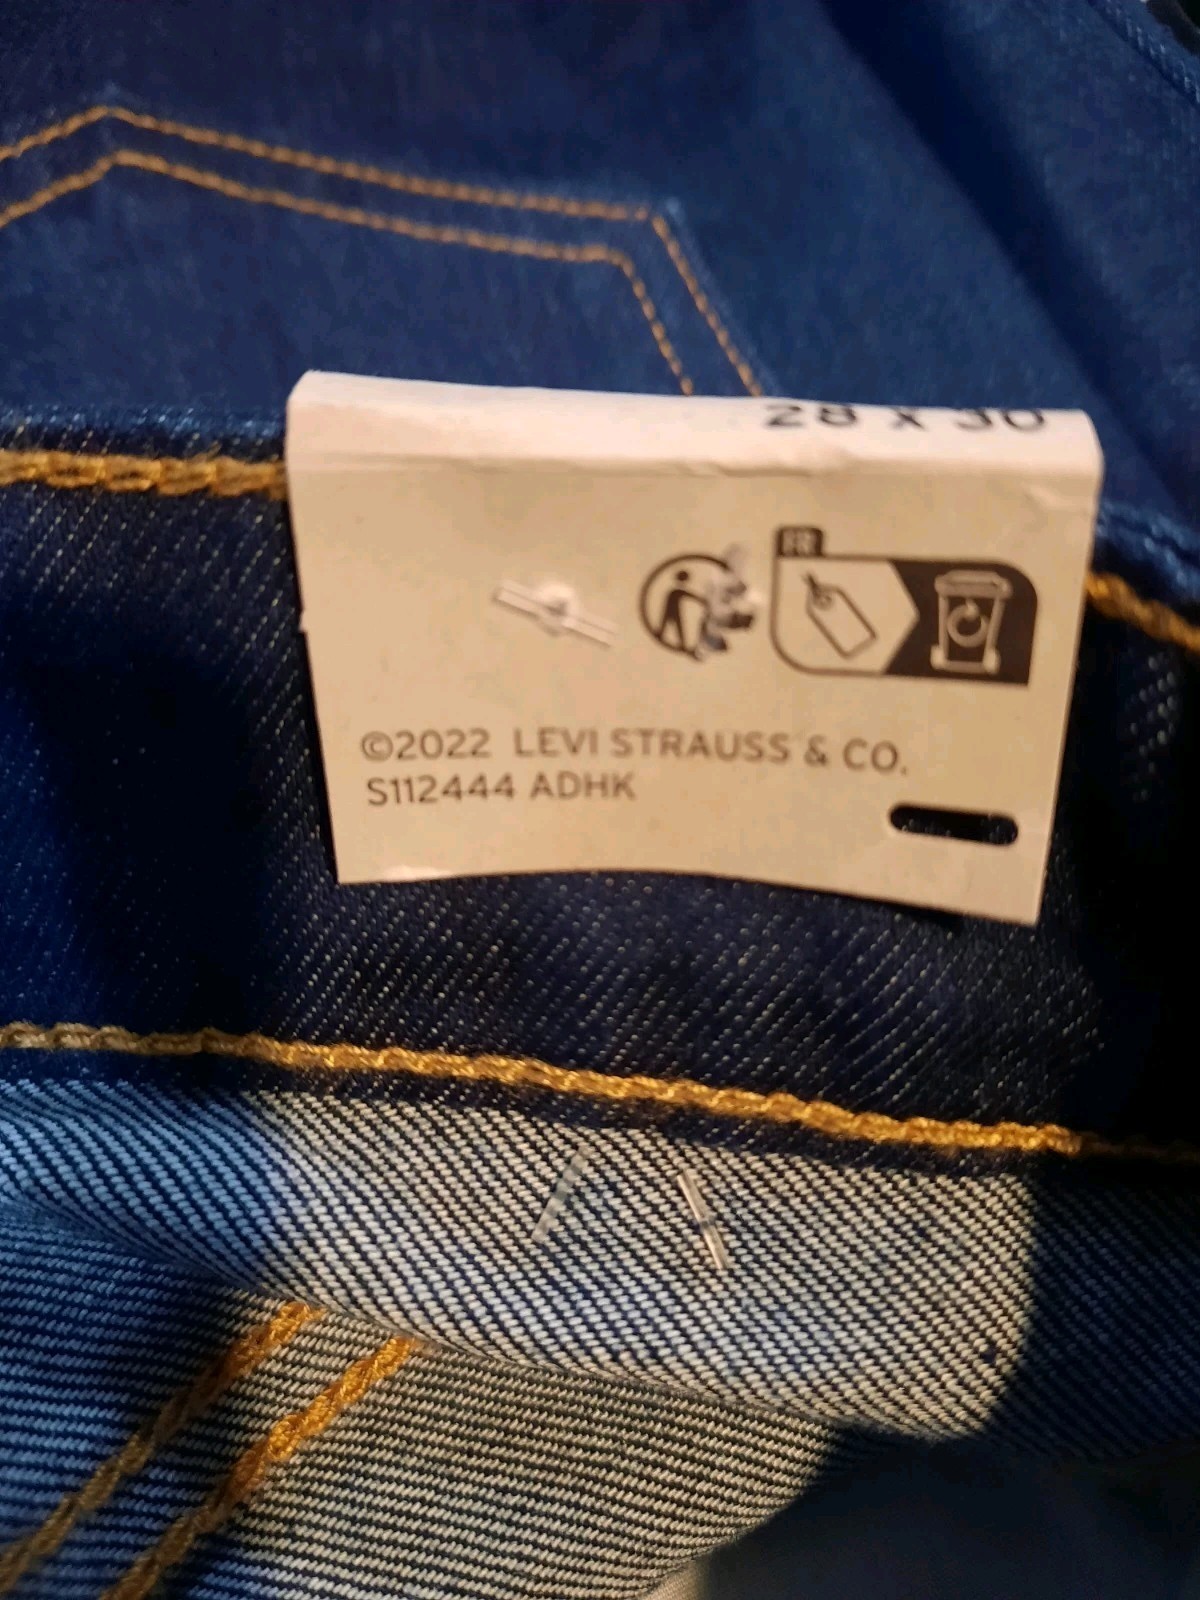 28 x 30
FR
©2022 LEVI STRAUSS & CO.
S112444 ADHK